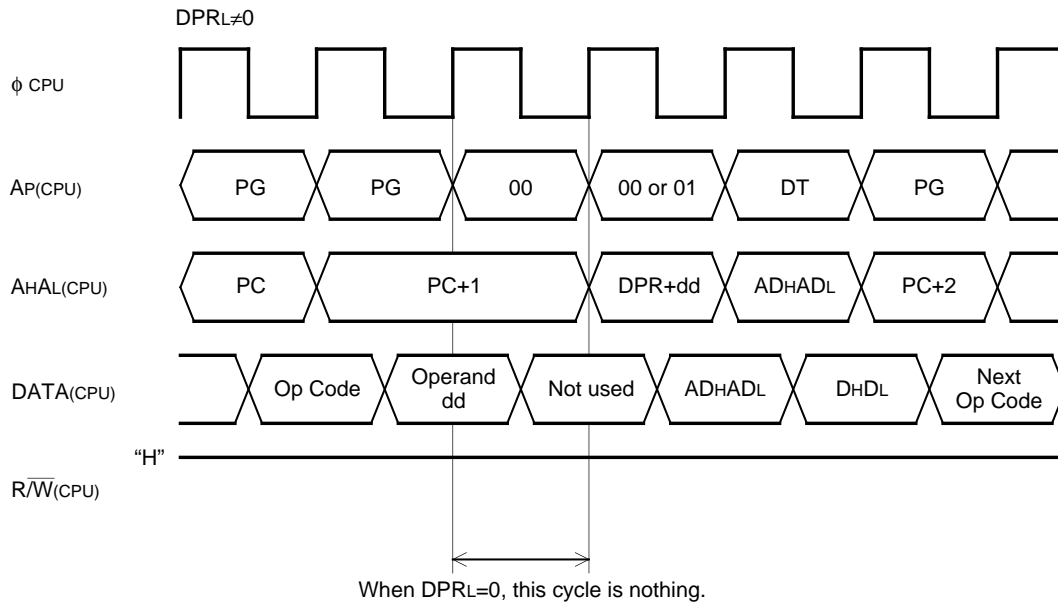 DPRL≠0
ϕ CPU
AP(CPU) PG PG 00 00 or 01 DT PG
AHAL(CPU) PC PC+1 DPR+dd ADHADL PC+2
DATA(CPU) Op Code Operand dd Not used ADHADL DHDL Next Op Code
“H”
R/W(CPU)
When DPRL=0, this cycle is nothing.